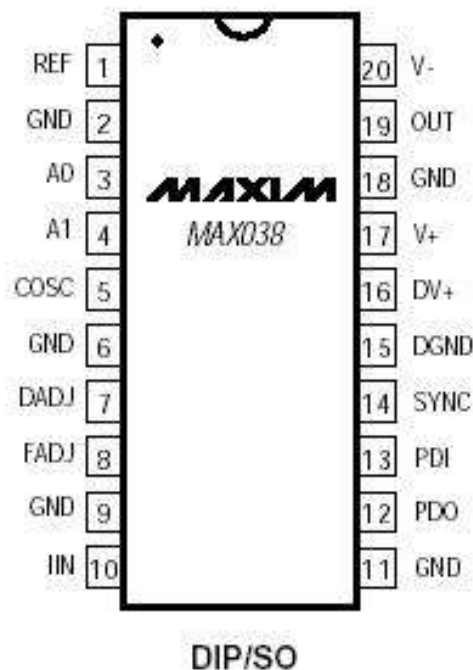 REF 1 20 V-
GND 2 19 OUT
A0 3 18 GND
MAXIM
A1 4 MAX038 17 V+
COSC 5 16 DV+
GND 6 15 DGND
DADJ 7 14 SYNC
FADJ 8 13 PDI
GND 9 12 PDO
IIN 10 11 GND
DIP/SO